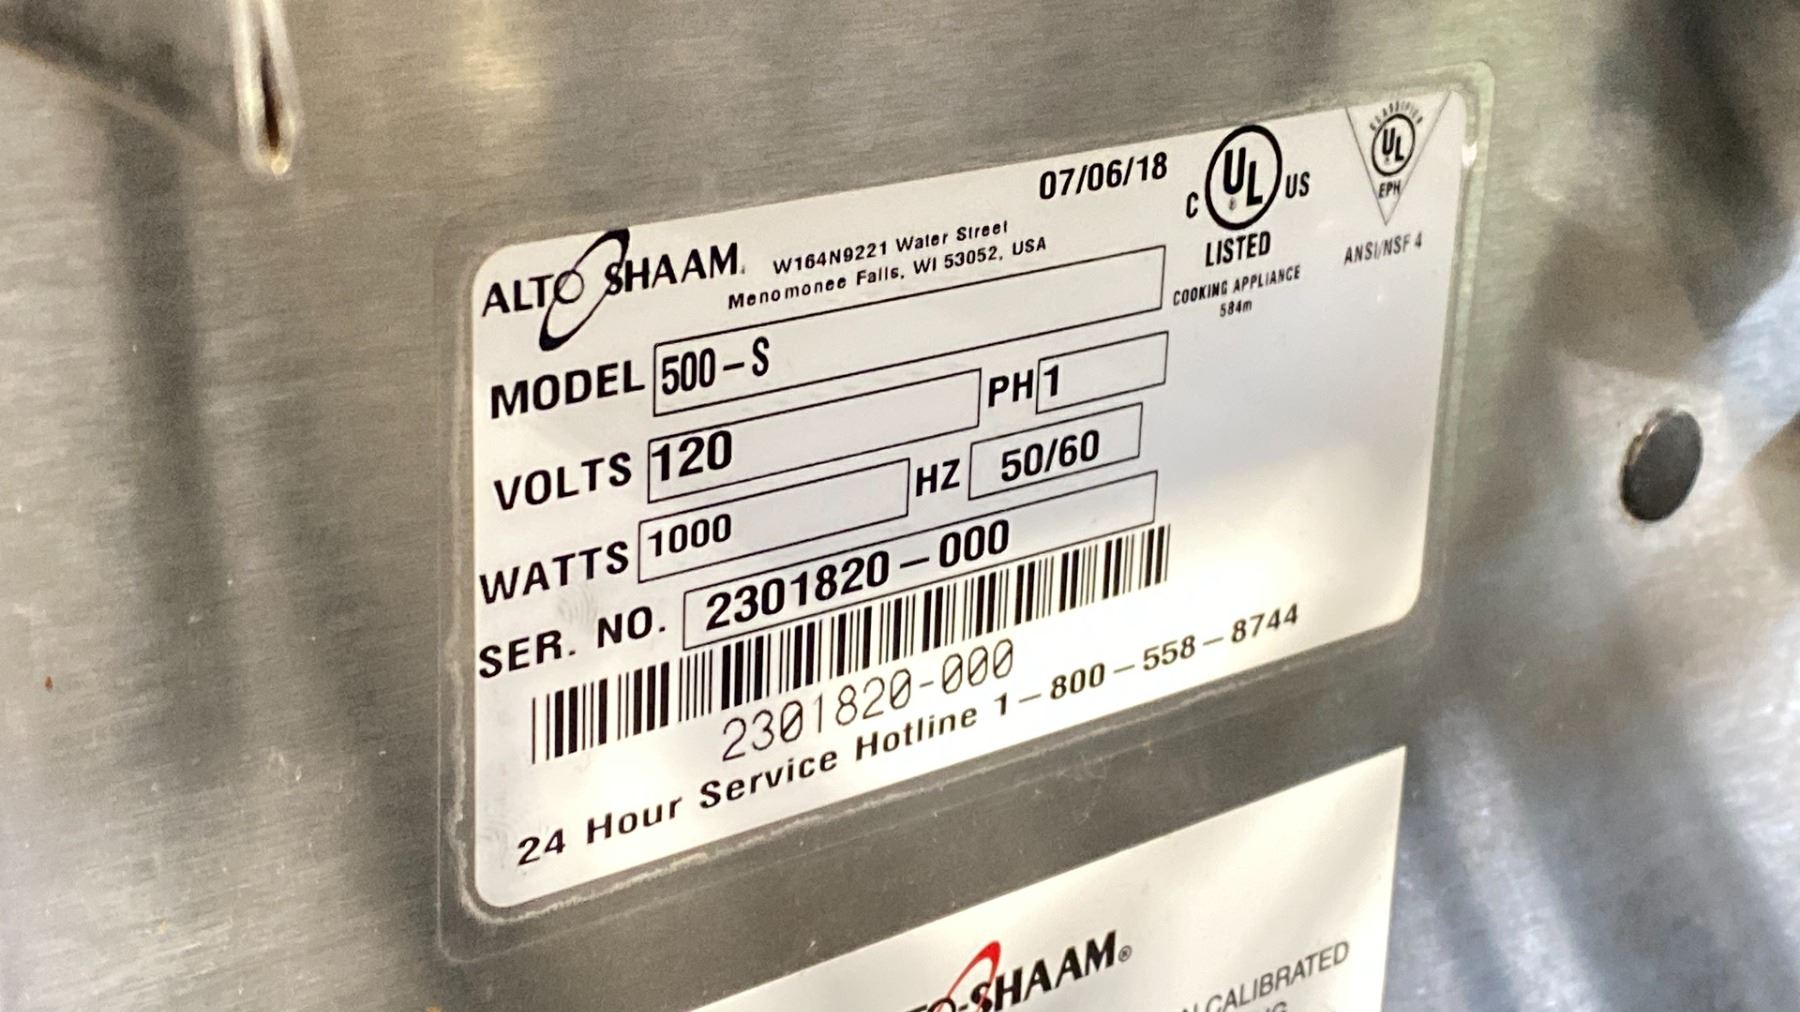 07/06/18
C UL US
LISTED
COOKING APPLIANCE
584m
CLASSIFIED
UL
EPH
ANSI/NSF 4
ALTO SHAAM.
W164N9221 Water Street
Menomonee Falls, WI 53052, USA
MODEL 500-S
VOLTS 120 PH 1
WATTS 1000 HZ 50/60
SER. NO. 2301820-000
2301820-000
24 Hour Service Hotline 1-800-558-8744
-SHAAM®
CALIBRATED